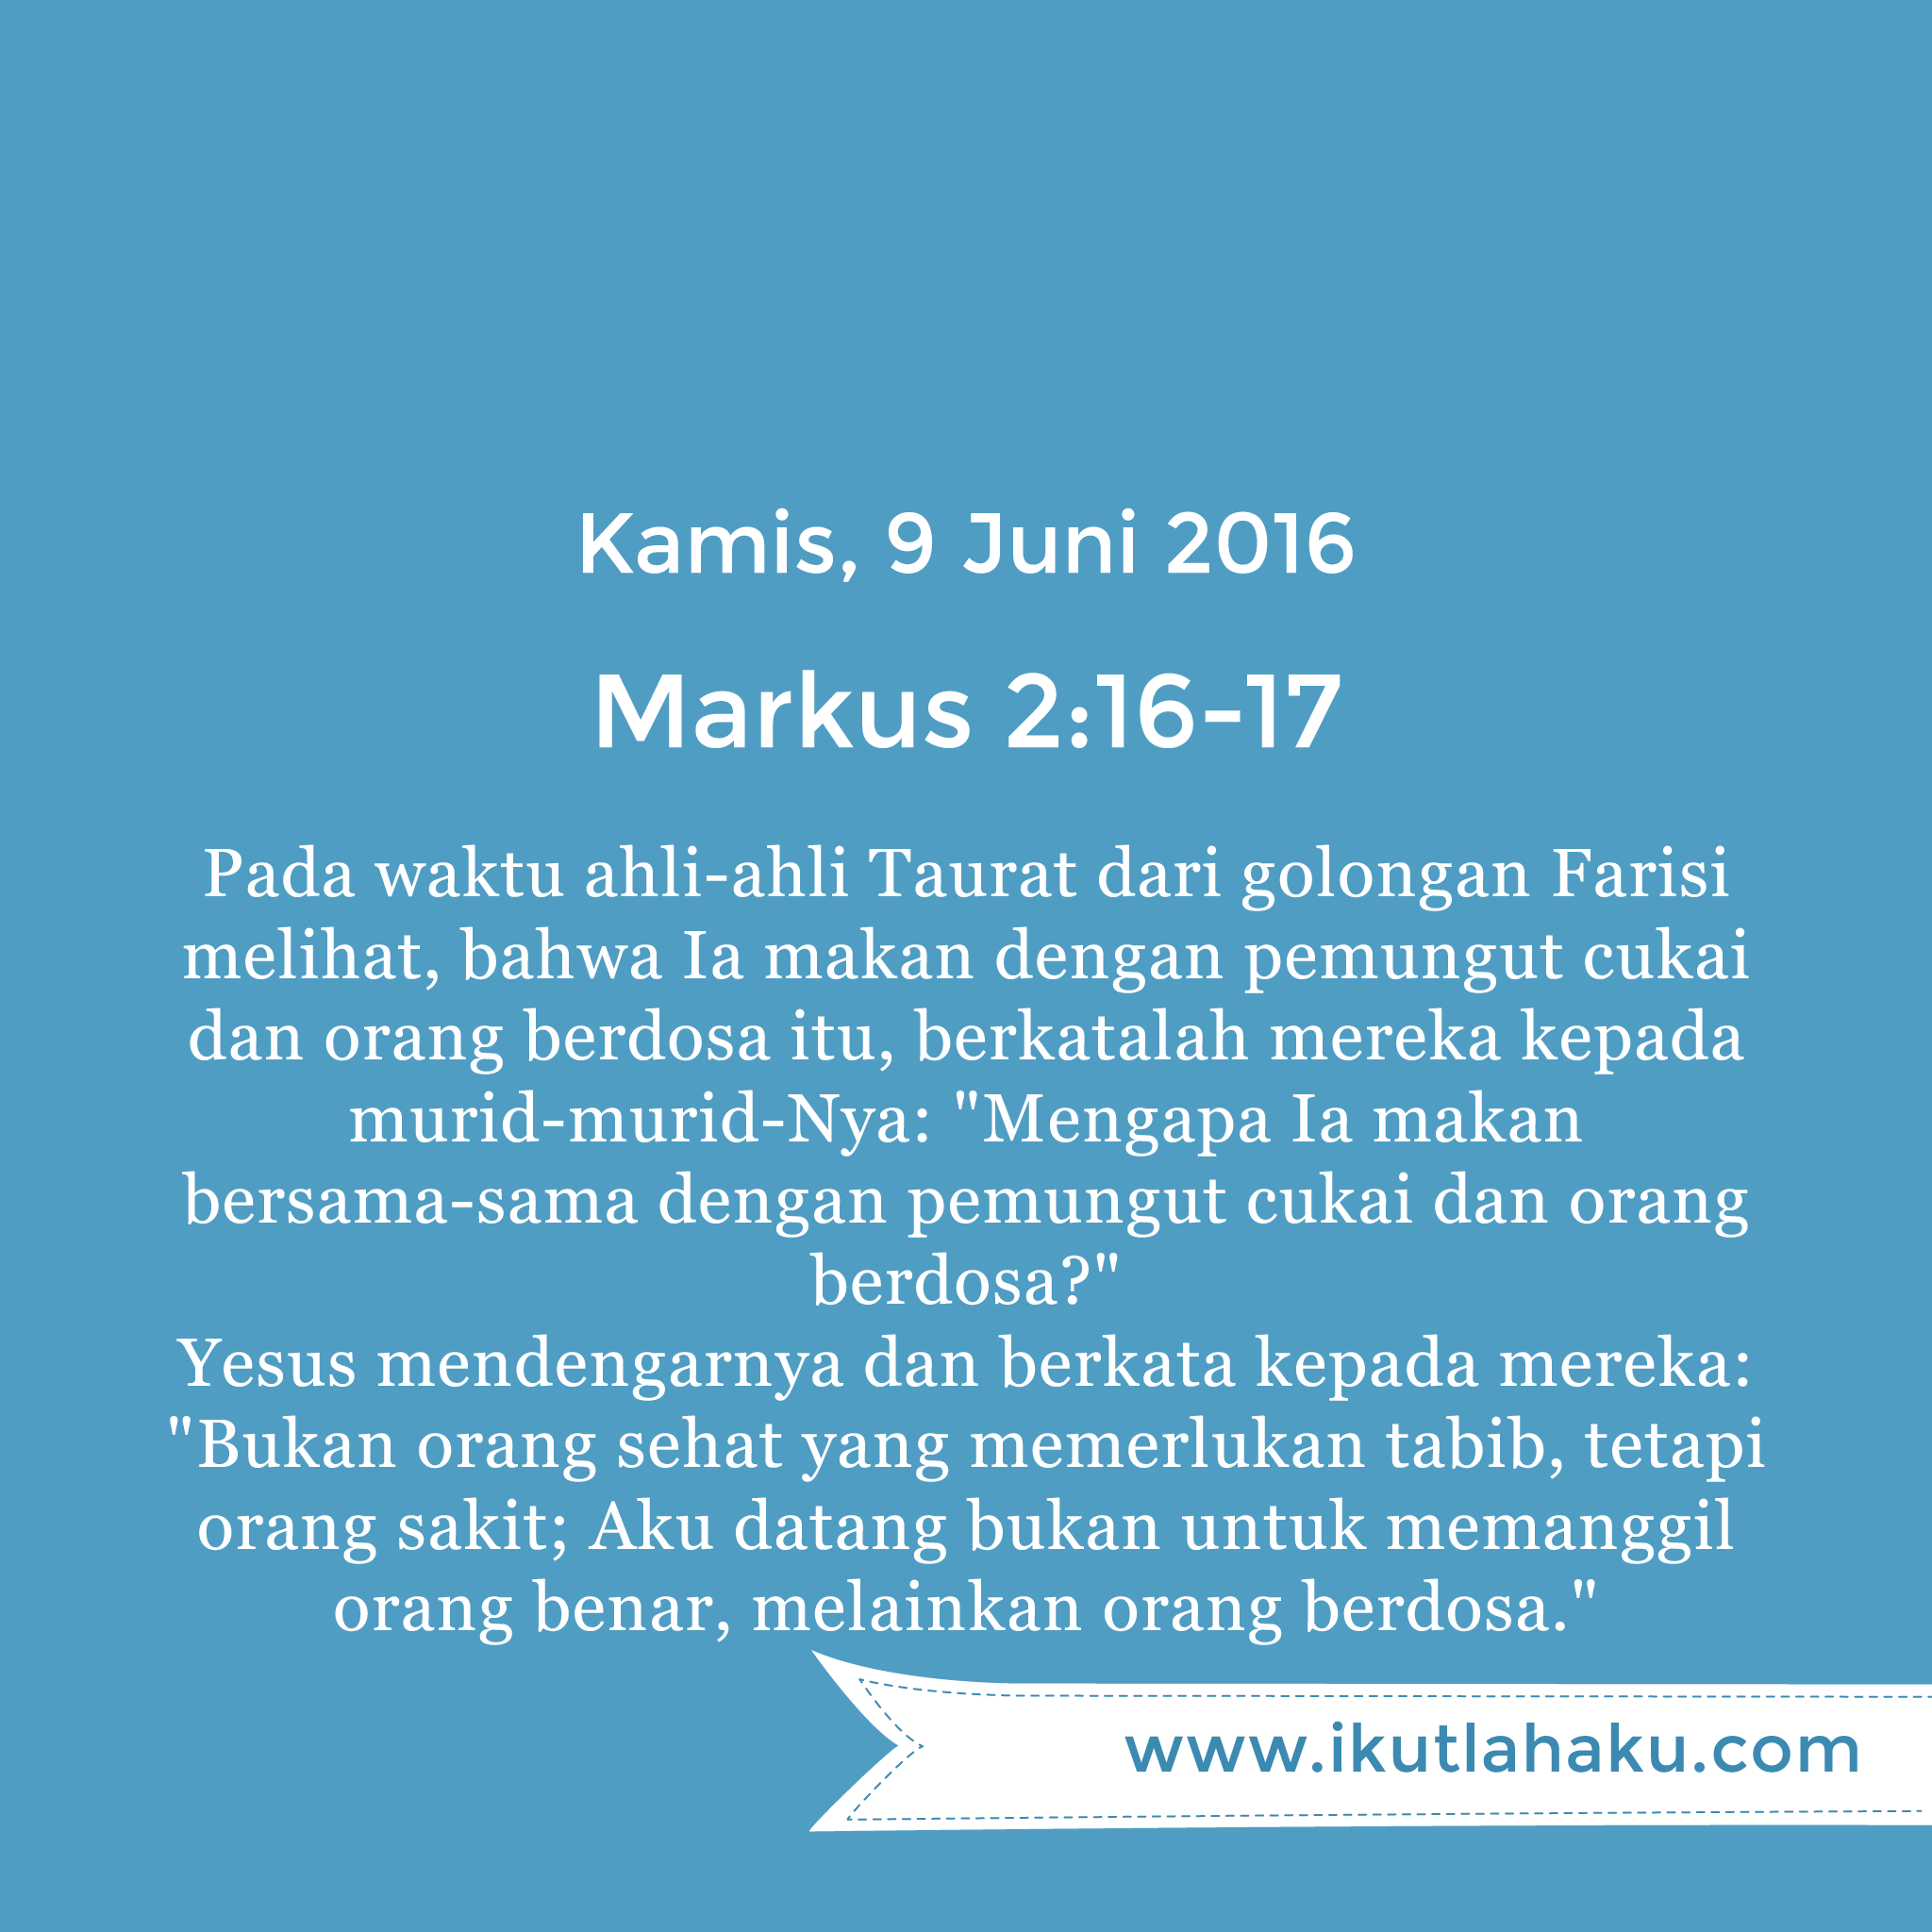 Kamis, 9 Juni 2016
Markus 2:16-17
Pada waktu ahli-ahli Taurat dari golongan Farisi
melihat, bahwa Ia makan dengan pemungut cukai
dan orang berdosa itu, berkatalah mereka kepada
murid-murid-Nya: "Mengapa Ia makan
bersama-sama dengan pemungut cukai dan orang
berdosa?"
Yesus mendengarnya dan berkata kepada mereka:
"Bukan orang sehat yang memerlukan tabib, tetapi
orang sakit; Aku datang bukan untuk memanggil
orang benar, melainkan orang berdosa."
www.ikutlahaku.com